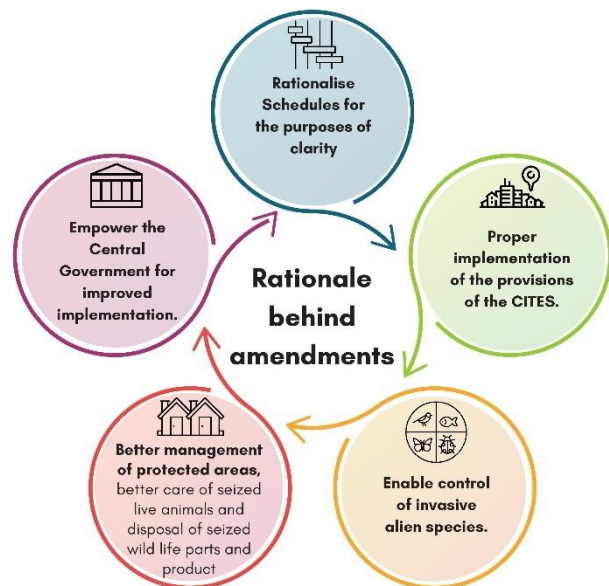 Rationalise
Schedules for
the purposes of
clarity
Empower the
Central
Government for
improved
implementation.
Proper
implementation
of the provisions
of the CITES.
Rationale
behind
amendments
Better management
of protected areas,
better care of seized
live animals and
disposal of seized
wild life parts and
product
Enable control
of invasive
alien species.